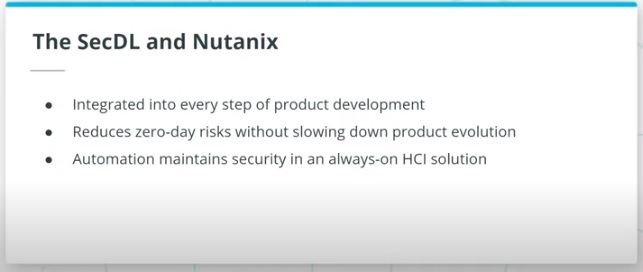 The SecDL and Nutanix
● Integrated into every step of product development
● Reduces zero-day risks without slowing down product evolution
● Automation maintains security in an always-on HCI solution